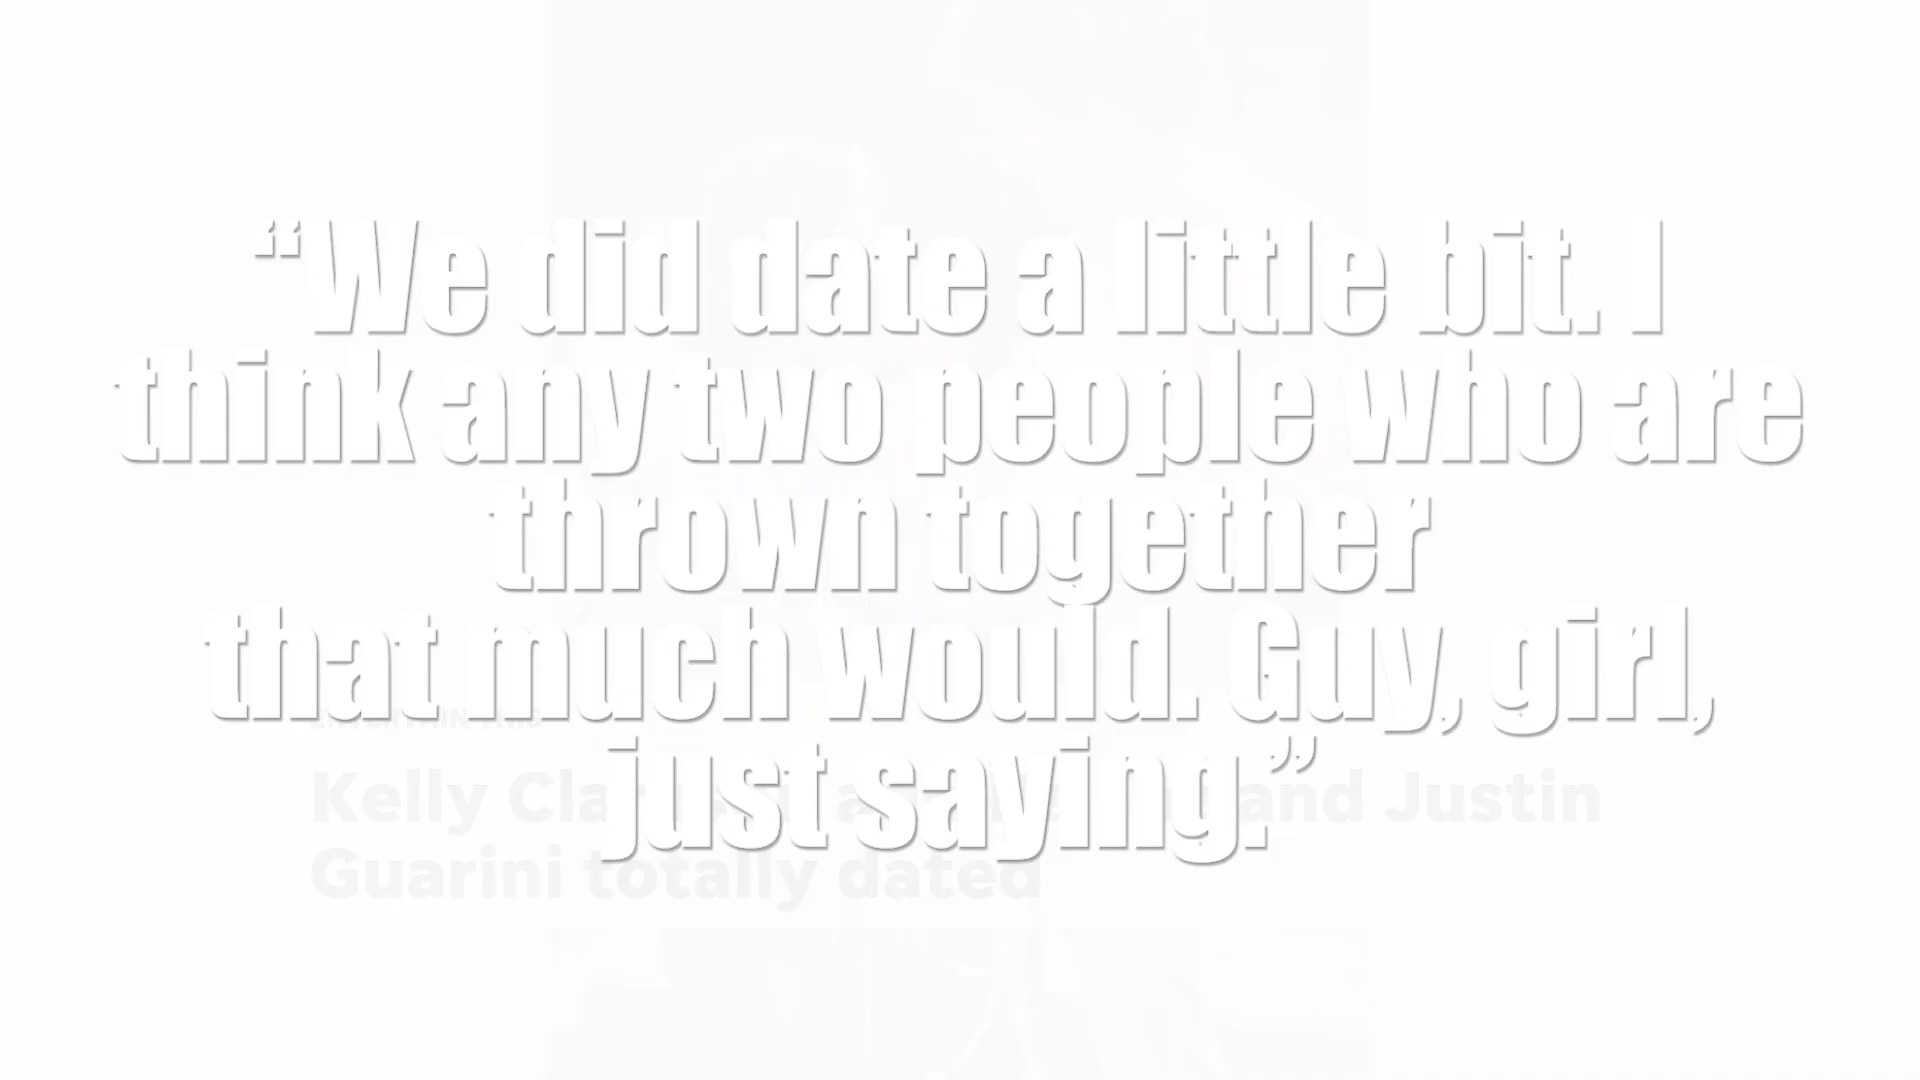 “We did date a little bit. I
think any two people who are
thrown together
that much would. Guy, girl,
just saying.”
Kelly and Justin
Guarini totally dated